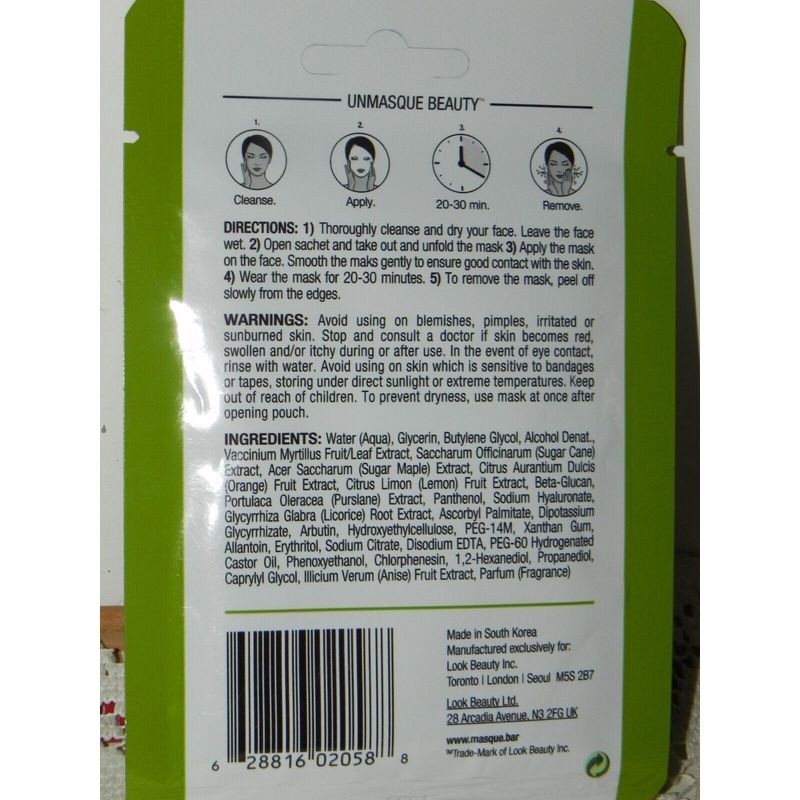 UNMASQUE BEAUTY™
1.
2.
3.
4.
Cleanse.
Apply.
20-30 min.
Remove.
DIRECTIONS: 1) Thoroughly cleanse and dry your face. Leave the face
wet. 2) Open sachet and take out and unfold the mask 3) Apply the mask
on the face. Smooth the maks gently to ensure good contact with the skin.
4) Wear the mask for 20-30 minutes. 5) To remove the mask, peel off
slowly from the edges.
WARNINGS: Avoid using on blemishes, pimples, irritated or
sunburned skin. Stop and consult a doctor if skin becomes red,
swollen and/or itchy during or after use. In the event of eye contact,
rinse with water. Avoid using on skin which is sensitive to bandages
or tapes, storing under direct sunlight or extreme temperatures. Keep
out of reach of children. To prevent dryness, use mask at once after
opening pouch.
INGREDIENTS: Water (Aqua), Glycerin, Butylene Glycol, Alcohol Denat.,
Vaccinium Myrtillus Fruit/Leaf Extract, Saccharum Officinarum (Sugar Cane)
Extract, Acer Saccharum (Sugar Maple) Extract, Citrus Aurantium Dulcis
(Orange) Fruit Extract, Citrus Limon (Lemon) Fruit Extract, Beta-Glucan,
Portulaca Oleracea (Purslane) Extract, Panthenol, Sodium Hyaluronate,
Glycyrrhiza Glabra (Licorice) Root Extract, Ascorbyl Palmitate, Dipotassium
Glycyrrhizate, Arbutin, Hydroxyethylcellulose, PEG-14M, Xanthan Gum,
Allantoin, Erythritol, Sodium Citrate, Disodium EDTA, PEG-60 Hydrogenated
Castor Oil, Phenoxyethanol, Chlorphenesin, 1,2-Hexanediol, Propanediol,
Caprylyl Glycol, Illicium Verum (Anise) Fruit Extract, Parfum (Fragrance)
Made in South Korea
Manufactured exclusively for:
Look Beauty Inc.
Toronto | London | Seoul M5S 2B7
Look Beauty Ltd.
28 Arcadia Avenue, N3 2FG UK
www.masque.bar
™Trade-Mark of Look Beauty Inc.
6 28816 02058 8